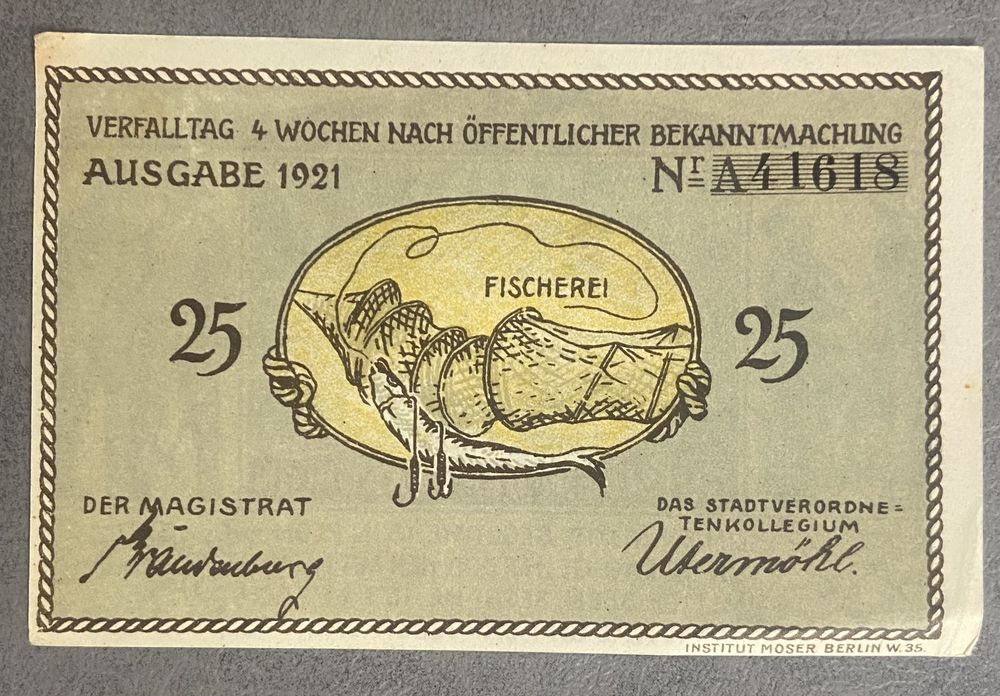 VERFALLTAG 4 WOCHEN NACH ÖFFENTLICHER BEKANNTMACHUNG
AUSGABE 1921
Nr A41618
FISCHEREI
25
25
DER MAGISTRAT
Brandenburg
DAS STADTVERORDNE=
TENKOLLEGIUM
Utermöhl.
INSTITUT MOSER BERLIN W. 35.